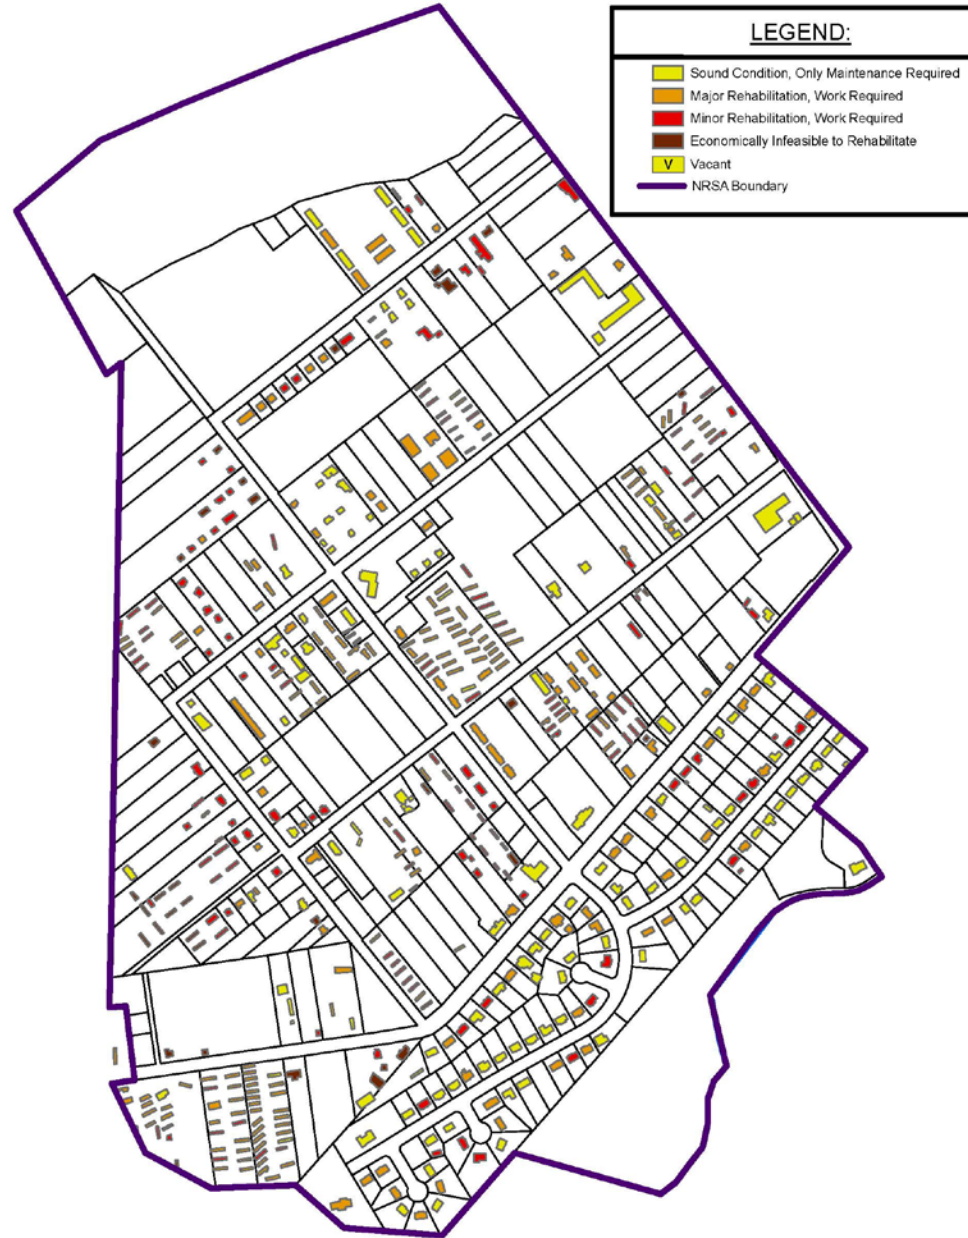 LEGEND:
Sound Condition, Only Maintenance Required
Major Rehabilitation, Work Required
Minor Rehabilitation, Work Required
Economically Infeasible to Rehabilitate
V Vacant
NRSA Boundary